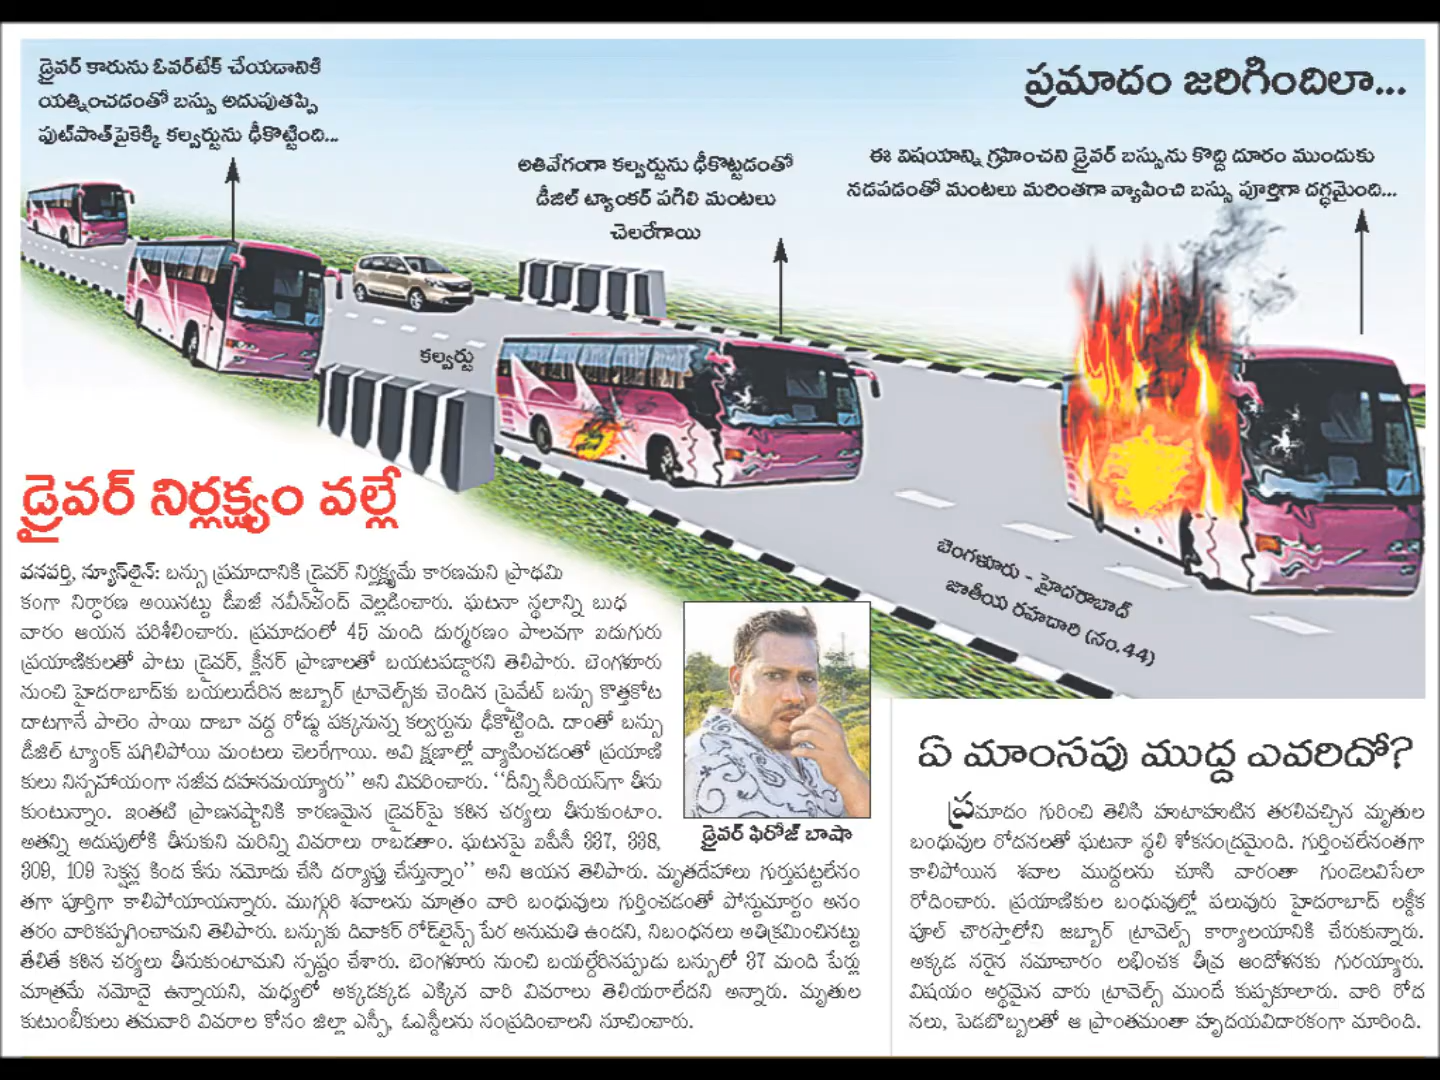 ప్రమాదం జరిగిందిలా...
డ్రైవర్ కారును ఓవర్‌టేక్ చేయడానికి
యత్నించడంతో బస్సు అదుపుతప్పి
ఫుట్‌పాత్‌పైకెక్కి కల్వర్టును ఢీకొట్టింది...
అతివేగంగా కల్వర్టును ఢీకొట్టడంతో
డీజిల్ ట్యాంకర్ పగిలి మంటలు
చెలరేగాయి
ఈ విషయాన్ని గ్రహించని డ్రైవర్ బస్సును కొద్ది దూరం ముందుకు
నడపడంతో మంటలు మరింతగా వ్యాపించి బస్సు పూర్తిగా దగ్ధమైంది...
కల్వర్టు
బెంగళూరు - హైదరాబాద్
జాతీయ రహదారి (నం.44)
డ్రైవర్ నిర్లక్ష్యం వల్లే
వనపర్తి, న్యూస్‌లైన్: బస్సు ప్రమాదానికి డ్రైవర్ నిర్లక్ష్యమే కారణమని ప్రాథమి
కంగా నిర్ధారణ అయినట్టు డీఐజీ నవీన్‌చంద్ వెల్లడించారు. ఘటనా స్థలాన్ని బుధ
వారం ఆయన పరిశీలించారు. ప్రమాదంలో 45 మంది దుర్మరణం పాలవగా ఐదుగురు
ప్రయాణికులతో పాటు డ్రైవర్, క్లీనర్ ప్రాణాలతో బయటపడ్డారని తెలిపారు. బెంగళూరు
నుంచి హైదరాబాద్‌కు బయలుదేరిన జబ్బార్ ట్రావెల్స్‌కు చెందిన ప్రైవేట్ బస్సు కొత్తకోట
దాటగానే పాలెం సాయి దాబా వద్ద రోడ్డు పక్కనున్న కల్వర్టును ఢీకొట్టింది. దాంతో బస్సు
డీజిల్ ట్యాంక్ పగిలిపోయి మంటలు చెలరేగాయి. అవి క్షణాల్లో వ్యాపించడంతో ప్రయాణి
కులు నిస్సహాయంగా సజీవ దహనమయ్యారు'' అని వివరించారు. ''దీన్ని సీరియస్‌గా తీసు
కుంటున్నాం. ఇంతటి ప్రాణనష్టానికి కారణమైన డ్రైవర్‌పై కఠిన చర్యలు తీసుకుంటాం.
అతన్ని అదుపులోకి తీసుకుని మరిన్ని వివరాలు రాబడతాం. ఘటనపై ఐపీసీ 337, 338,
309, 109 సెక్షన్ల కింద కేసు నమోదు చేసి దర్యాప్తు చేస్తున్నాం'' అని ఆయన తెలిపారు. మృతదేహాలు గుర్తుపట్టలేనం
తగా పూర్తిగా కాలిపోయాయన్నారు. ముగ్గురి శవాలను మాత్రం వారి బంధువులు గుర్తించడంతో పోస్టుమార్టం అనం
తరం వారికప్పగించామని తెలిపారు. బస్సుకు దివాకర్ రోడ్‌లైన్స్ పేర అనుమతి ఉందని, నిబంధనలు అతిక్రమించినట్టు
తేలితే కఠిన చర్యలు తీసుకుంటామని స్పష్టం చేశారు. బెంగళూరు నుంచి బయల్దేరినప్పుడు బస్సులో 37 మంది పేర్లు
మాత్రమే నమోదై ఉన్నాయని, మధ్యలో అక్కడక్కడ ఎక్కిన వారి వివరాలు తెలియరాలేదని అన్నారు. మృతుల
కుటుంబీకులు తమవారి వివరాల కోసం జిల్లా ఎస్పీ, ఓఎస్డీలను సంప్రదించాలని సూచించారు.
డ్రైవర్ ఫిరోజ్ బాషా
ఏ మాంసపు ముద్ద ఎవరిదో?
ప్రమాదం గురించి తెలిసి హుటాహుటిన తరలివచ్చిన మృతుల
బంధువుల రోదనలతో ఘటనా స్థలి శోకసంద్రమైంది. గుర్తించలేనంతగా
కాలిపోయిన శవాల ముద్దలను చూసి వారంతా గుండెలవిసేలా
రోదించారు. ప్రయాణికుల బంధువుల్లో పలువురు హైదరాబాద్ లక్డీక
పూల్ చౌరస్తాలోని జబ్బార్ ట్రావెల్స్ కార్యాలయానికి చేరుకున్నారు.
అక్కడ సరైన సమాచారం లభించక తీవ్ర ఆందోళనకు గురయ్యారు.
విషయం అర్థమైన వారు ట్రావెల్స్ ముందే కుప్పకూలారు. వారి రోద
నలు, పెడబొబ్బలతో ఆ ప్రాంతమంతా హృదయవిదారకంగా మారింది.